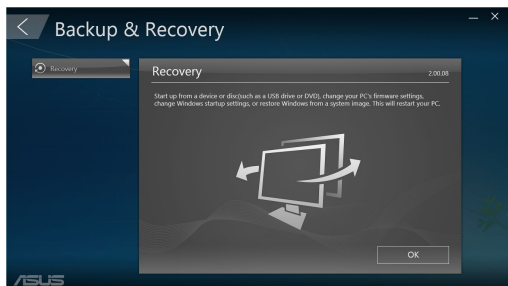 Backup & Recovery
Recovery
Recovery
2.00.08
Start up from a device or disc(such as a USB drive or DVD), change your PC's firmware settings,
change Windows startup settings, or restore Windows from a system image. This will restart your PC.
OK
ASUS